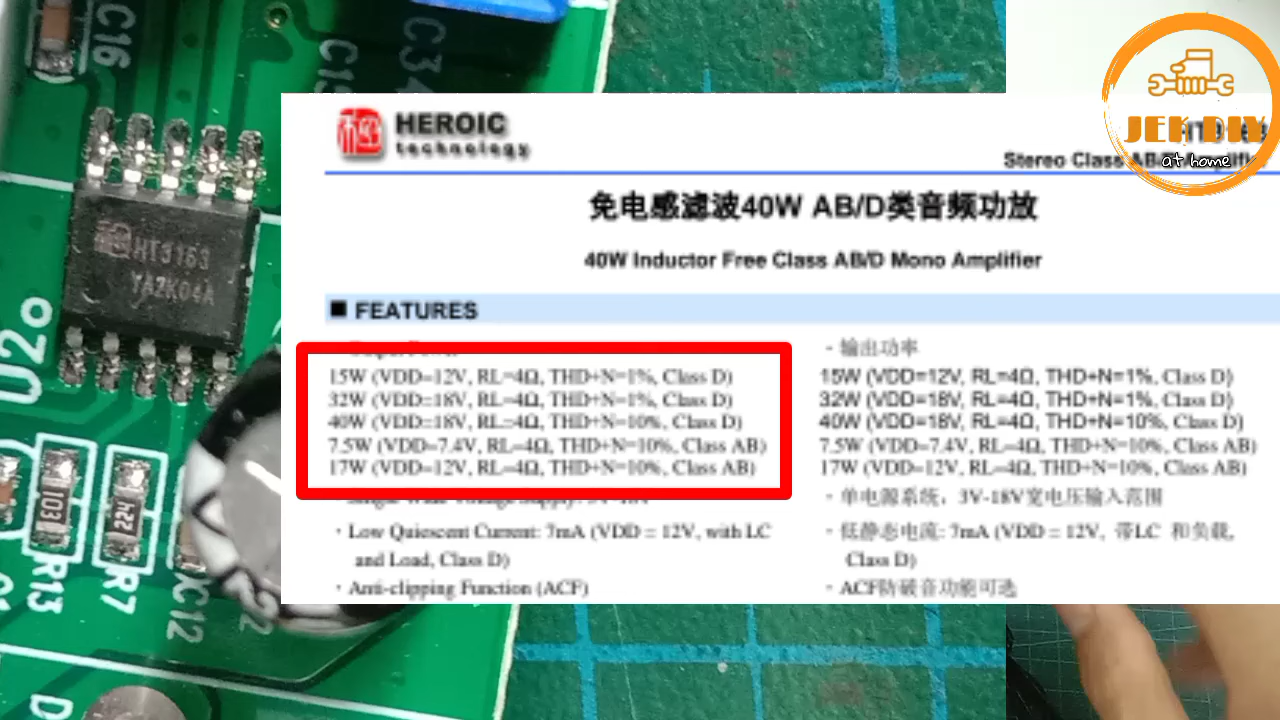 C16
C34
HEROIC
technology
JEK DIY
at home
Stereo Class AB/D Amplifier
免电感滤波40W AB/D类音频功放
40W Inductor Free Class AB/D Mono Amplifier
■ FEATURES
HT3163
YA2K04A
U2
15W (VDD=12V, RL=4Ω, THD+N=1%, Class D)
32W (VDD=18V, RL=4Ω, THD+N=1%, Class D)
40W (VDD=18V, RL=4Ω, THD+N=10%, Class D)
7.5W (VDD=7.4V, RL=4Ω, THD+N=10%, Class AB)
17W (VDD=12V, RL=4Ω, THD+N=10%, Class AB)
· Low Quiescent Current: 7mA (VDD = 12V, with LC
and Load, Class D)
· Anti-clipping Function (ACF)
· 输出功率
15W (VDD=12V, RL=4Ω, THD+N=1%, Class D)
32W (VDD=18V, RL=4Ω, THD+N=1%, Class D)
40W (VDD=18V, RL=4Ω, THD+N=10%, Class D)
7.5W (VDD=7.4V, RL=4Ω, THD+N=10%, Class AB)
17W (VDD=12V, RL=4Ω, THD+N=10%, Class AB)
· 单电源系统，3V-18V宽电压输入范围
· 低静态电流: 7mA (VDD = 12V, 带LC 和负载,
Class D)
· ACF防破音功能可选
103
224
R13
R7
C12